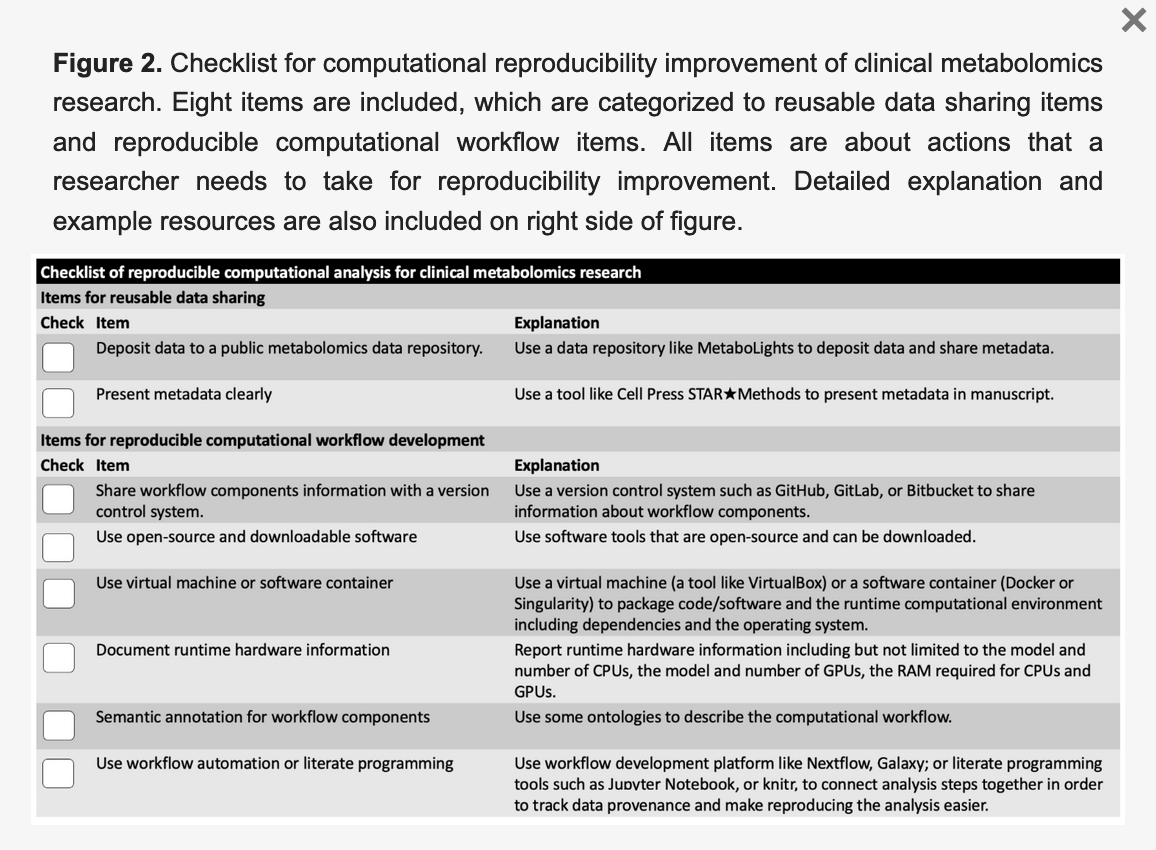 Figure 2. Checklist for computational reproducibility improvement of clinical metabolomics
research. Eight items are included, which are categorized to reusable data sharing items
and reproducible computational workflow items. All items are about actions that a
researcher needs to take for reproducibility improvement. Detailed explanation and
example resources are also included on right side of figure.
Checklist of reproducible computational analysis for clinical metabolomics research
Items for reusable data sharing
Check Item Explanation
Deposit data to a public metabolomics data repository. Use a data repository like MetaboLights to deposit data and share metadata.
Present metadata clearly Use a tool like Cell Press STAR★Methods to present metadata in manuscript.
Items for reproducible computational workflow development
Check Item Explanation
Share workflow components information with a version
control system.
Use a version control system such as GitHub, GitLab, or Bitbucket to share
information about workflow components.
Use open-source and downloadable software Use software tools that are open-source and can be downloaded.
Use virtual machine or software container
Use a virtual machine (a tool like VirtualBox) or a software container (Docker or
Singularity) to package code/software and the runtime computational environment
including dependencies and the operating system.
Document runtime hardware information
Report runtime hardware information including but not limited to the model and
number of CPUs, the model and number of GPUs, the RAM required for CPUs and
GPUs.
Semantic annotation for workflow components Use some ontologies to describe the computational workflow.
Use workflow automation or literate programming
Use workflow development platform like Nextflow, Galaxy; or literate programming
tools such as Jupyter Notebook, or knitr, to connect analysis steps together in order
to track data provenance and make reproducing the analysis easier.